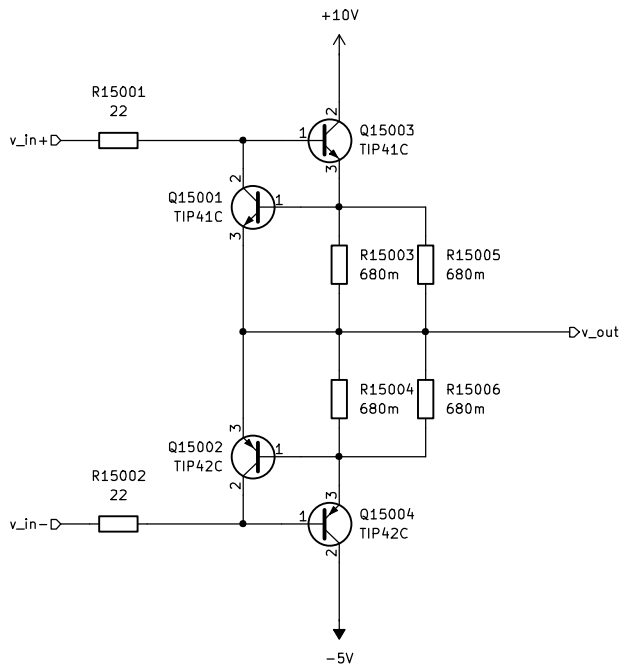 +10V
R15001
22
v_in+
1
2
3
Q15003
TIP41C
2
Q15001
TIP41C
1
3
R15003
680m
R15005
680m
v_out
R15004
680m
R15006
680m
3
Q15002
TIP42C
1
2
R15002
22
v_in-
1
3
2
Q15004
TIP42C
-5V